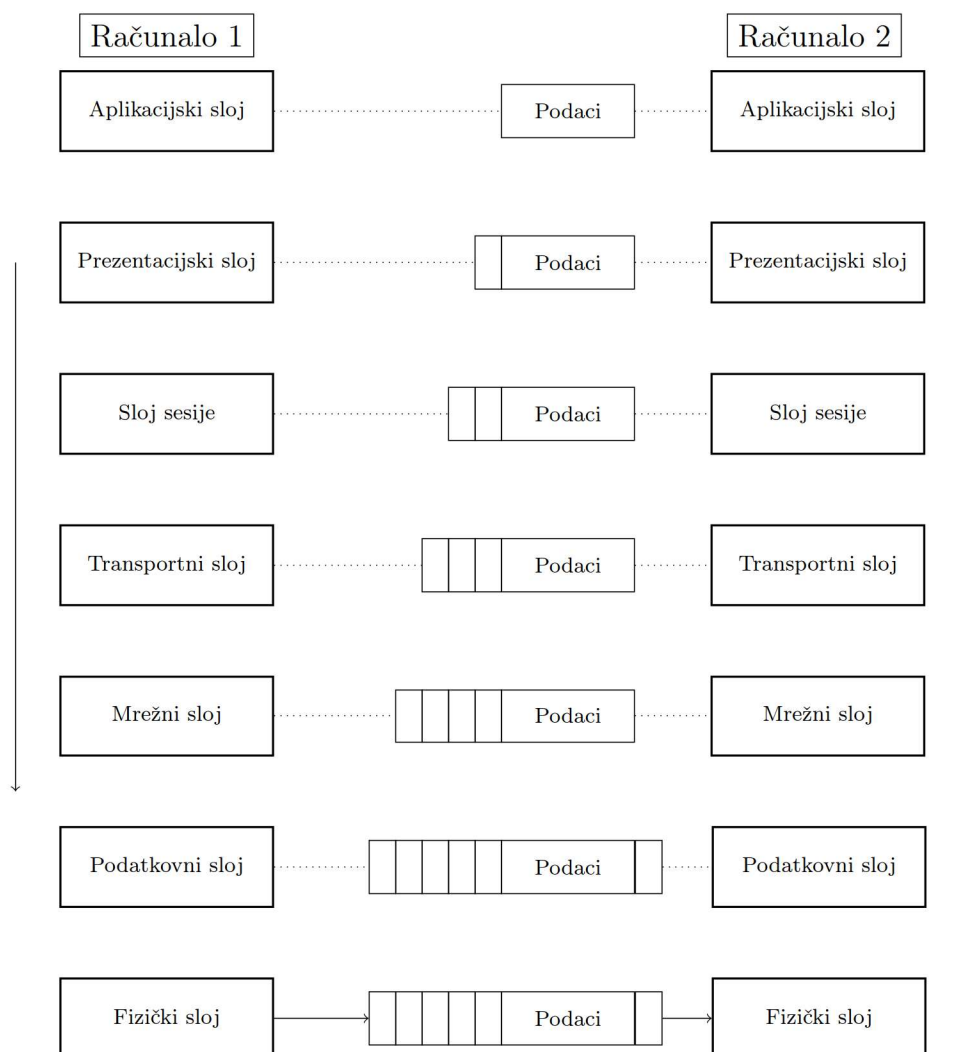 Računalo 1
Računalo 2
Aplikacijski sloj
Podaci
Aplikacijski sloj
Prezentacijski sloj
Podaci
Prezentacijski sloj
Sloj sesije
Podaci
Sloj sesije
Transportni sloj
Podaci
Transportni sloj
Mrežni sloj
Podaci
Mrežni sloj
Podatkovni sloj
Podaci
Podatkovni sloj
Fizički sloj
Podaci
Fizički sloj